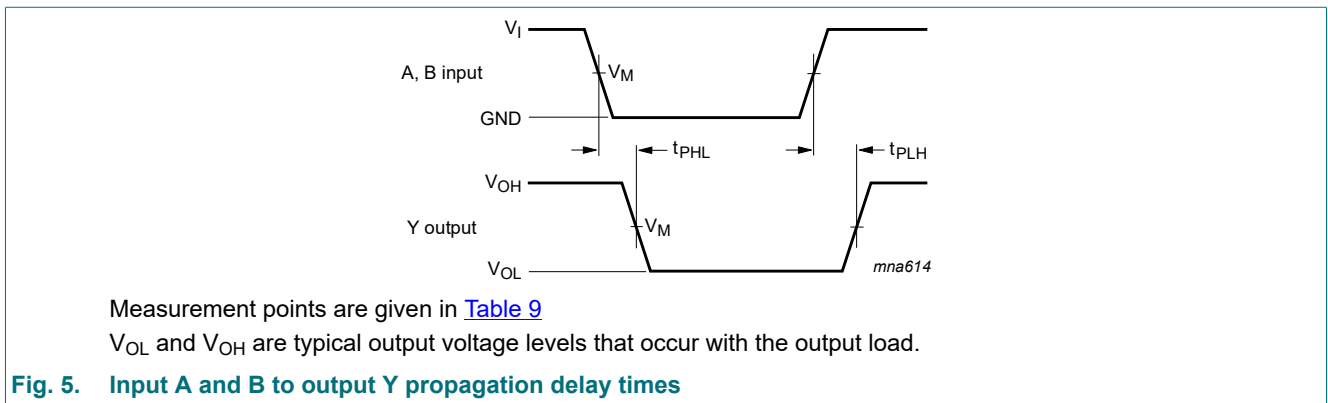 V_I
A, B input
V_M
GND
t_PHL
t_PLH
V_OH
Y output
V_M
V_OL
mna614
Measurement points are given in Table 9
V_OL and V_OH are typical output voltage levels that occur with the output load.
Fig. 5. Input A and B to output Y propagation delay times